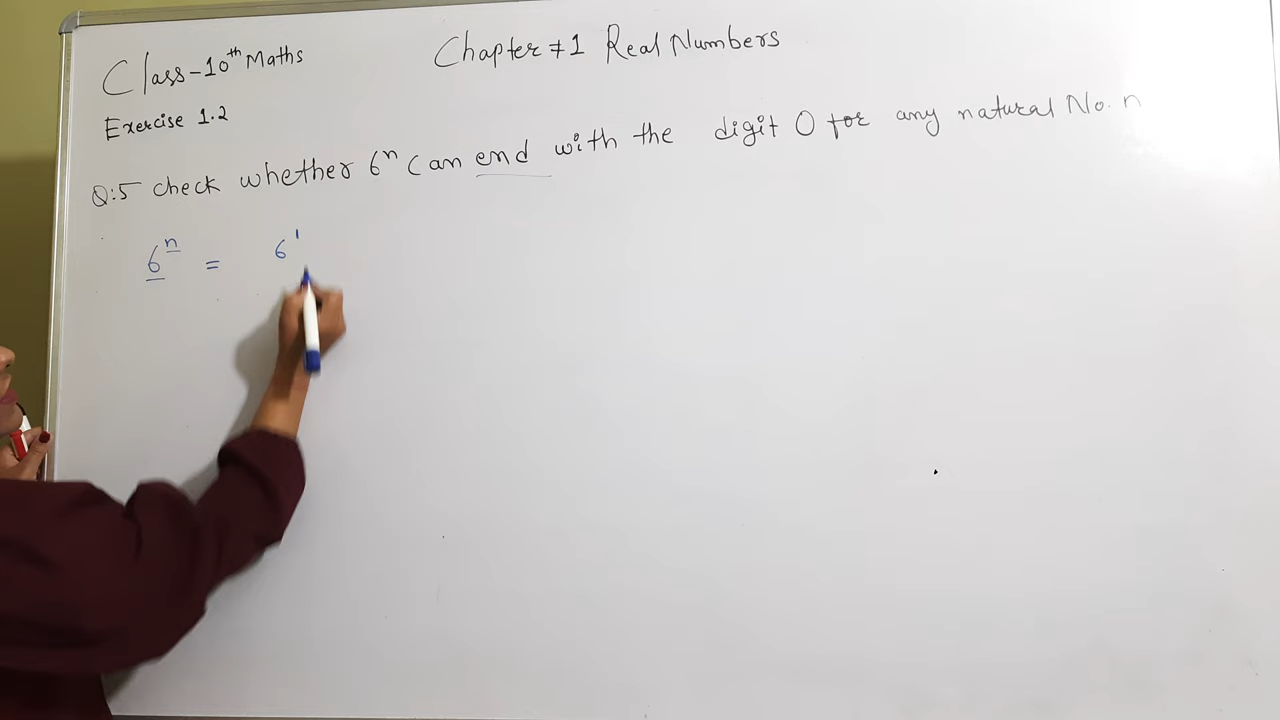 Class-10th Maths
Chapter #1 Real Numbers
Exercise 1.2
Q:5 check whether 6ⁿ can end with the digit 0 for any natural No. n
6ⁿ = 6¹